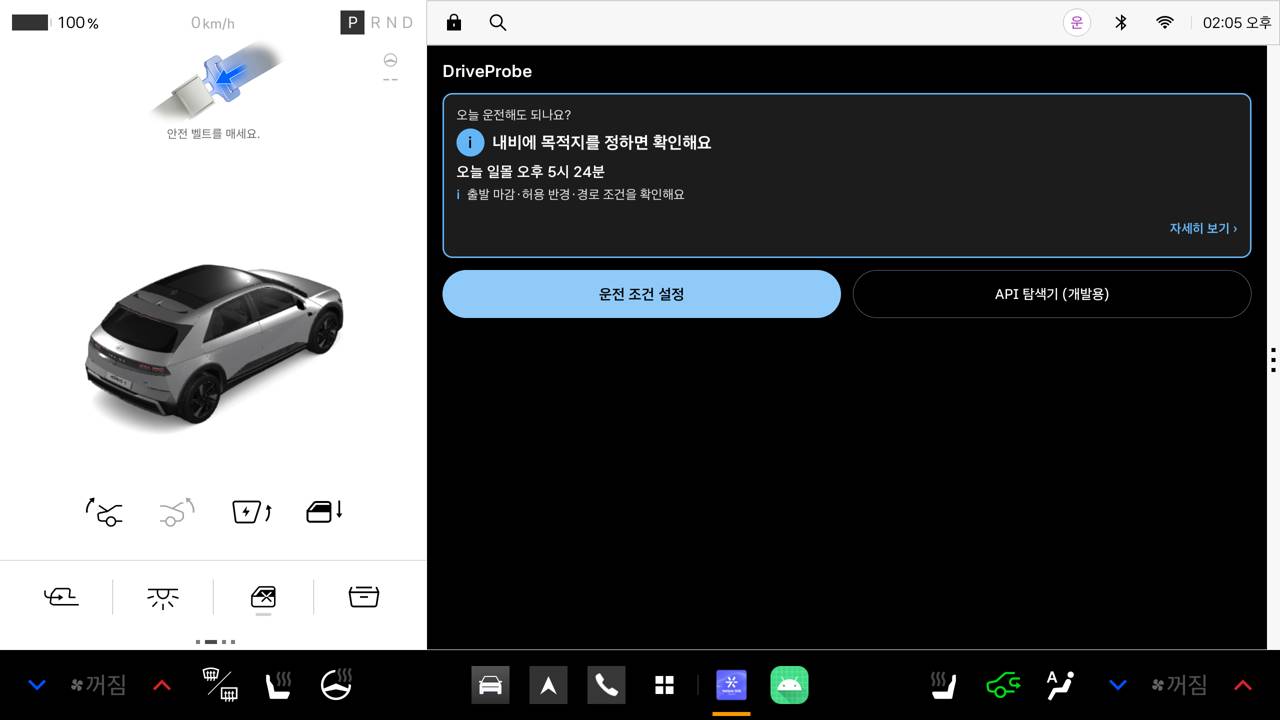 100 %
0 km/h
P R N D
운
02:05 오후
--
안전 벨트를 매세요.
DriveProbe
오늘 운전해도 되나요?
i 내비에 목적지를 정하면 확인해요
오늘 일몰 오후 5시 24분
i 출발 마감·허용 반경·경로 조건을 확인해요
자세히 보기 ›
운전 조건 설정
API 탐색기 (개발용)
꺼짐
A
꺼짐